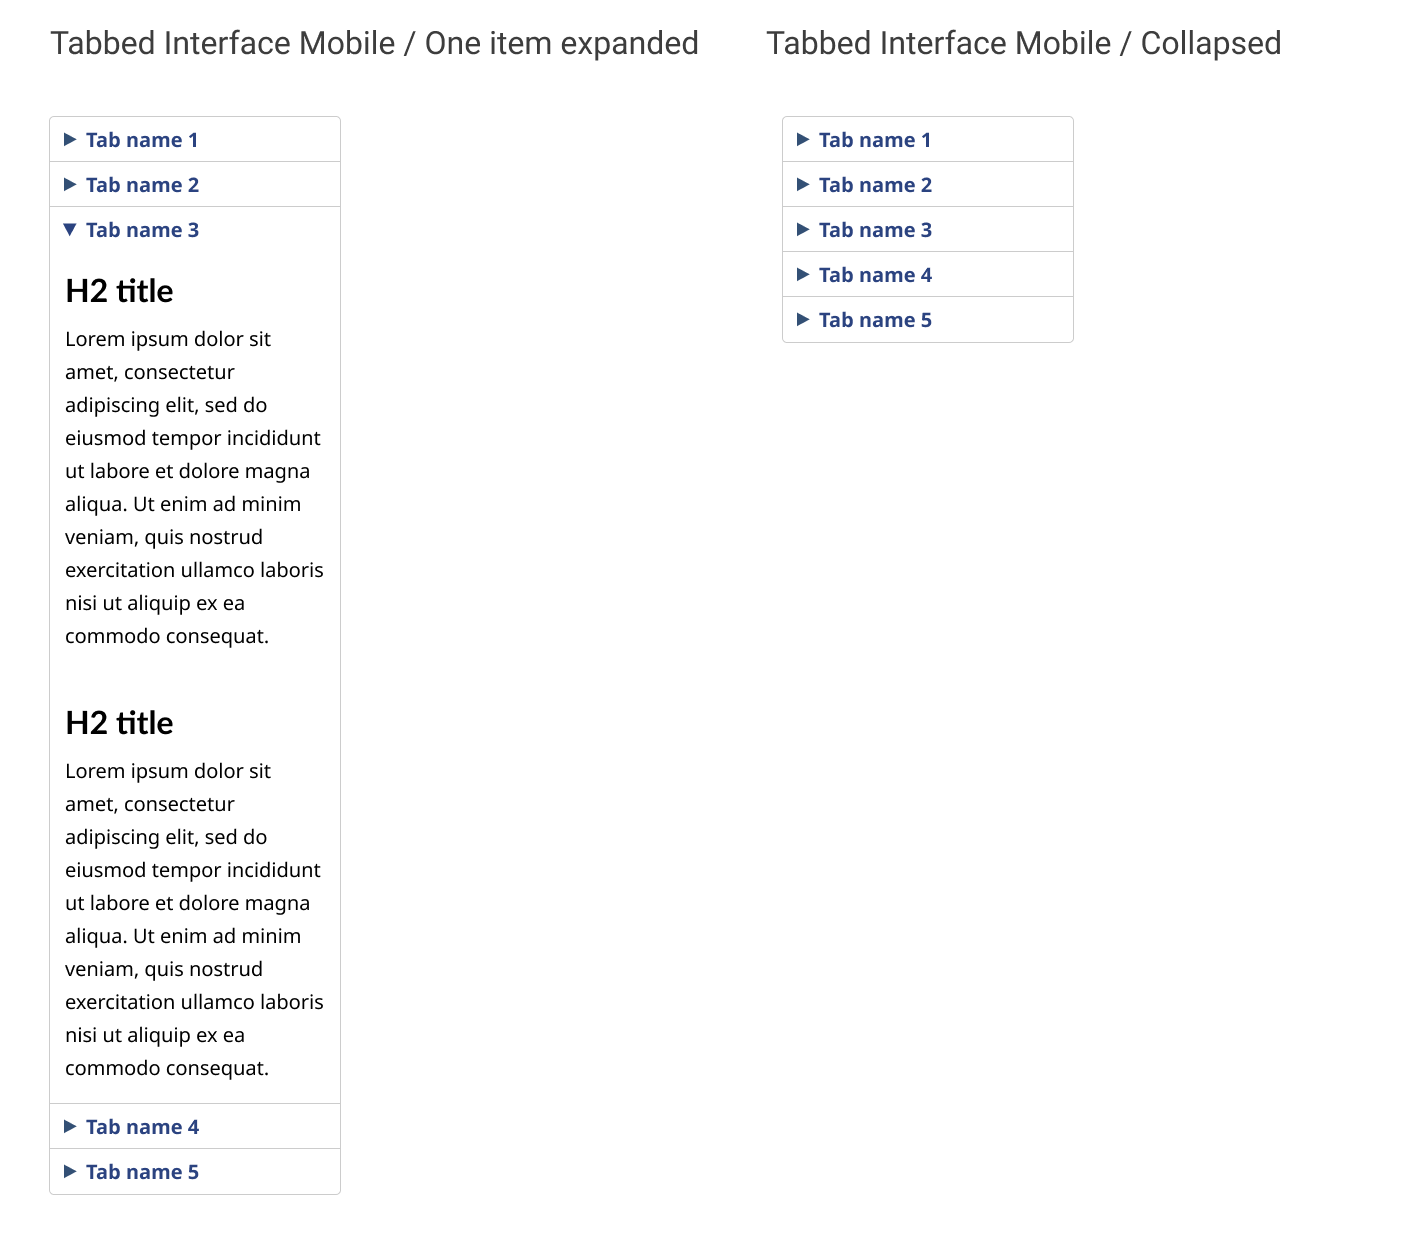 Tabbed Interface Mobile / One item expanded
Tab name 1
Tab name 2
Tab name 3
H2 title
Lorem ipsum dolor sit
amet, consectetur
adipiscing elit, sed do
eiusmod tempor incididunt
ut labore et dolore magna
aliqua. Ut enim ad minim
veniam, quis nostrud
exercitation ullamco laboris
nisi ut aliquip ex ea
commodo consequat.
H2 title
Lorem ipsum dolor sit
amet, consectetur
adipiscing elit, sed do
eiusmod tempor incididunt
ut labore et dolore magna
aliqua. Ut enim ad minim
veniam, quis nostrud
exercitation ullamco laboris
nisi ut aliquip ex ea
commodo consequat.
Tab name 4
Tab name 5
Tabbed Interface Mobile / Collapsed
Tab name 1
Tab name 2
Tab name 3
Tab name 4
Tab name 5